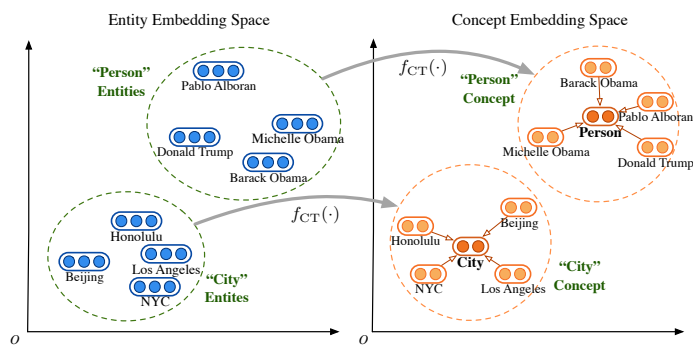 Entity Embedding Space
Concept Embedding Space
“Person”
Entities
Pablo Alboran
Donald Trump
Michelle Obama
Barack Obama
f_CT(·)
“Person”
Concept
Barack Obama
Pablo Alboran
Person
Michelle Obama
Donald Trump
Honolulu
Beijing
Los Angeles
NYC
“City”
Entites
f_CT(·)
Beijing
Honolulu
City
NYC
Los Angeles
“City”
Concept
O
O